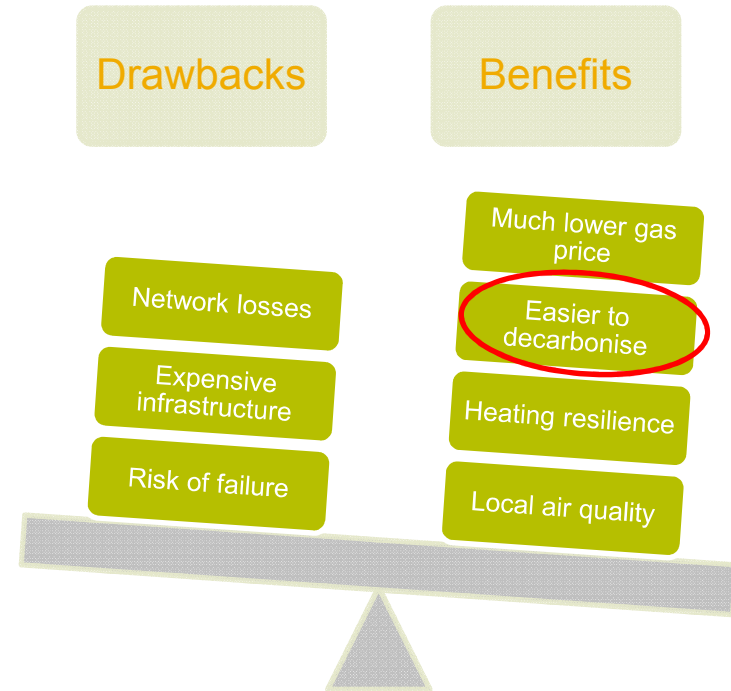 Drawbacks
Benefits
Network losses
Expensive
infrastructure
Risk of failure
Much lower gas
price
Easier to
decarbonise
Heating resilience
Local air quality